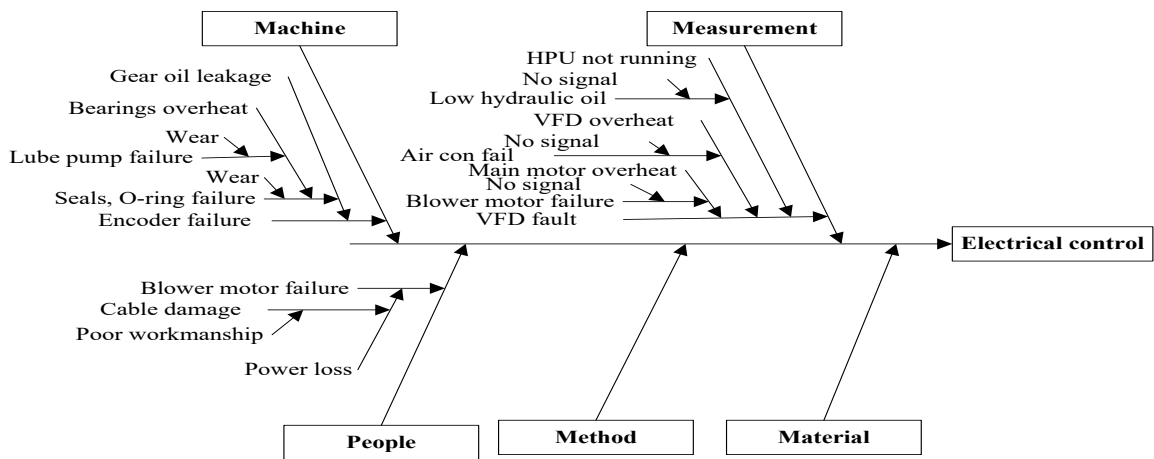 Machine
Measurement
HPU not running
Gear oil leakage
No signal
Bearings overheat
Low hydraulic oil
VFD overheat
Wear
No signal
Lube pump failure
Air con fail
Main motor overheat
Wear
No signal
Seals, O-ring failure
Blower motor failure
Encoder failure
VFD fault
Electrical control
Blower motor failure
Cable damage
Poor workmanship
Power loss
People
Method
Material